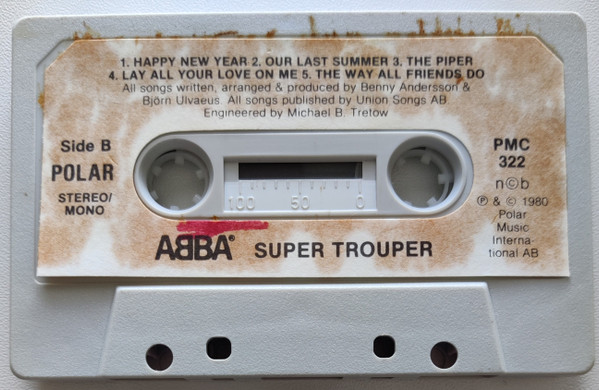 1. HAPPY NEW YEAR 2. OUR LAST SUMMER 3. THE PIPER
4. LAY ALL YOUR LOVE ON ME 5. THE WAY ALL FRIENDS DO
All songs written, arranged & produced by Benny Andersson &
Björn Ulvaeus. All songs published by Union Songs AB.
Engineered by Michael B. Tretow
Side B
POLAR
STEREO/
MONO
100 50 0
PMC
322
n©b
℗ & © 1980
Polar
Music
Interna-
tional AB
ABBA® SUPER TROUPER